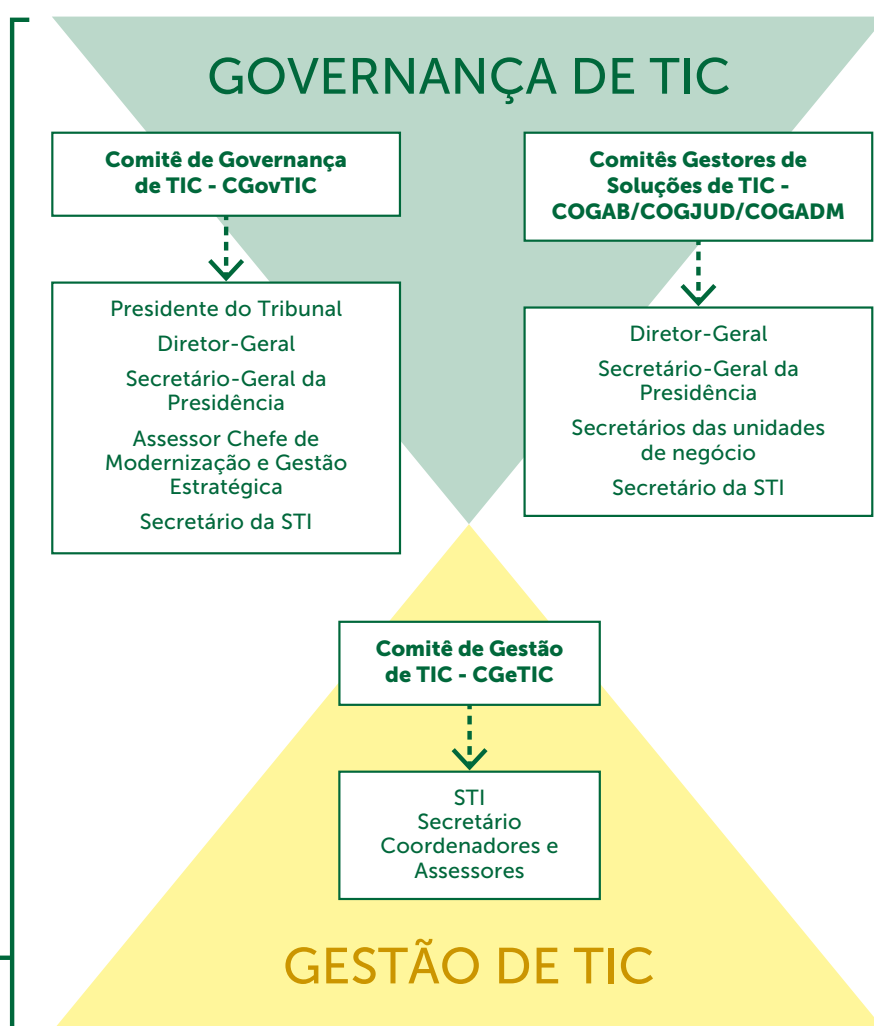 GOVERNANÇA DE TIC
Comitê de Governança
de TIC - CGovTIC
Presidente do Tribunal
Diretor-Geral
Secretário-Geral da
Presidência
Assessor Chefe de
Modernização e Gestão
Estratégica
Secretário da STI
Comitês Gestores de
Soluções de TIC -
COGAB/COGJUD/COGADM
Diretor-Geral
Secretário-Geral da
Presidência
Secretários das unidades
de negócio
Secretário da STI
Comitê de Gestão
de TIC - CGeTIC
STI
Secretário
Coordenadores e
Assessores
GESTÃO DE TIC